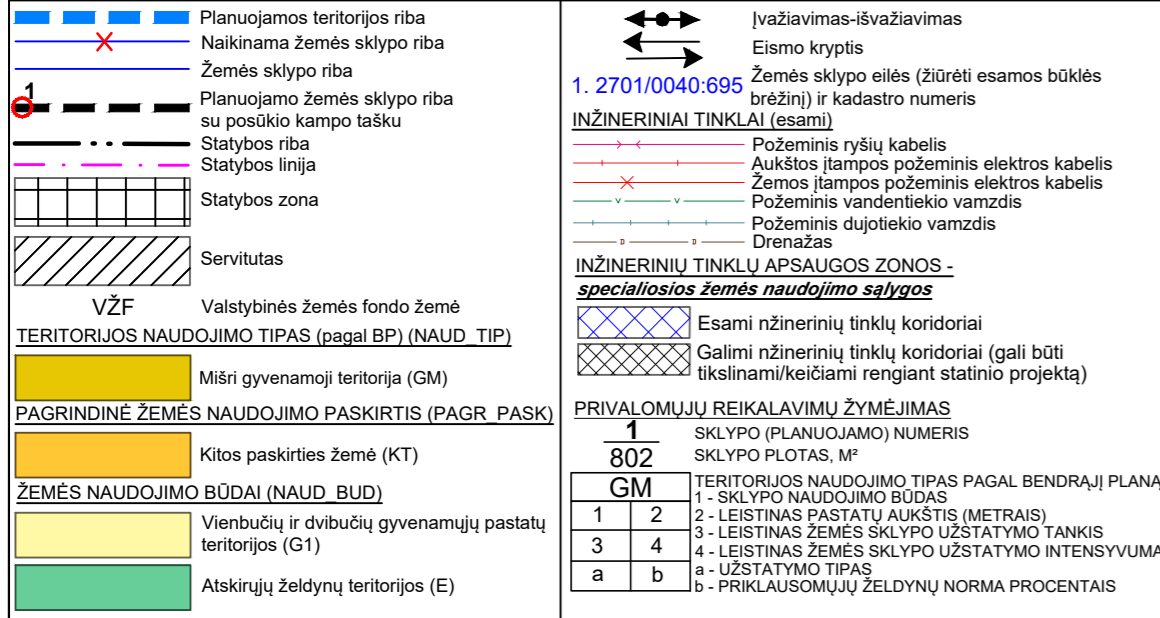 Planuojamos teritorijos riba
Naikinama žemės sklypo riba
Žemės sklypo riba
1
Planuojamo žemės sklypo riba
su posūkio kampo tašku
Statybos riba
Statybos linija
Statybos zona
Servitutas
VŽF Valstybinės žemės fondo žemė
TERITORIJOS NAUDOJIMO TIPAS (pagal BP) (NAUD_TIP)
Mišri gyvenamoji teritorija (GM)
PAGRINDINĖ ŽEMĖS NAUDOJIMO PASKIRTIS (PAGR_PASK)
Kitos paskirties žemė (KT)
ŽEMĖS NAUDOJIMO BŪDAI (NAUD_BUD)
Vienbučių ir dvibučių gyvenamųjų pastatų
teritorijos (G1)
Atskirųjų želdynų teritorijos (E)
Įvažiavimas-išvažiavimas
Eismo kryptis
1. 2701/0040:695 Žemės sklypo eilės (žiūrėti esamos būklės
brėžinį) ir kadastro numeris
INŽINERINIAI TINKLAI (esami)
Požeminis ryšių kabelis
Aukštos įtampos požeminis elektros kabelis
Žemos įtampos požeminis elektros kabelis
v v Požeminis vandentiekio vamzdis
Požeminis dujotiekio vamzdis
D D Drenažas
INŽINERINIŲ TINKLŲ APSAUGOS ZONOS -
specialiosios žemės naudojimo sąlygos
Esami nžinerinių tinklų koridoriai
Galimi nžinerinių tinklų koridoriai (gali būti
tikslinami/keičiami rengiant statinio projektą)
PRIVALOMŲJŲ REIKALAVIMŲ ŽYMĖJIMAS
1 SKLYPO (PLANUOJAMO) NUMERIS
802 SKLYPO PLOTAS, M²
GM TERITORIJOS NAUDOJIMO TIPAS PAGAL BENDRĄJĮ PLANĄ
1 2 1 - SKLYPO NAUDOJIMO BŪDAS
2 - LEISTINAS PASTATŲ AUKŠTIS (METRAIS)
3 4 3 - LEISTINAS ŽEMĖS SKLYPO UŽSTATYMO TANKIS
4 - LEISTINAS ŽEMĖS SKLYPO UŽSTATYMO INTENSYVUMA
a b a - UŽSTATYMO TIPAS
b - PRIKLAUSOMŲJŲ ŽELDYNŲ NORMA PROCENTAIS